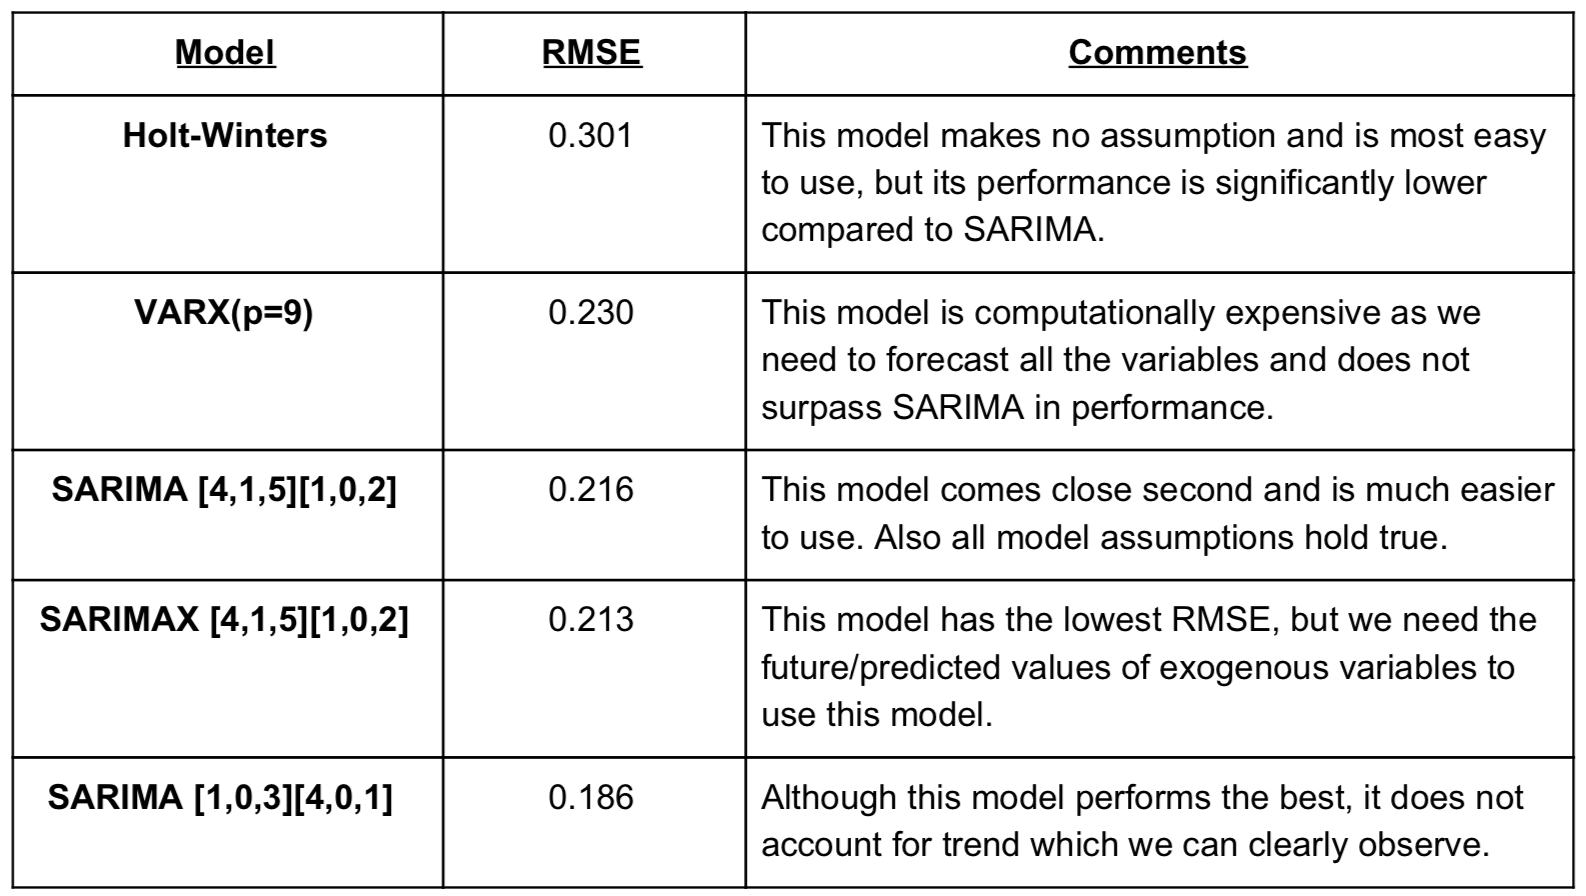 Model RMSE Comments
Holt-Winters 0.301 This model makes no assumption and is most easy
to use, but its performance is significantly lower
compared to SARIMA.
VARX(p=9) 0.230 This model is computationally expensive as we
need to forecast all the variables and does not
surpass SARIMA in performance.
SARIMA [4,1,5][1,0,2] 0.216 This model comes close second and is much easier
to use. Also all model assumptions hold true.
SARIMAX [4,1,5][1,0,2] 0.213 This model has the lowest RMSE, but we need the
future/predicted values of exogenous variables to
use this model.
SARIMA [1,0,3][4,0,1] 0.186 Although this model performs the best, it does not
account for trend which we can clearly observe.